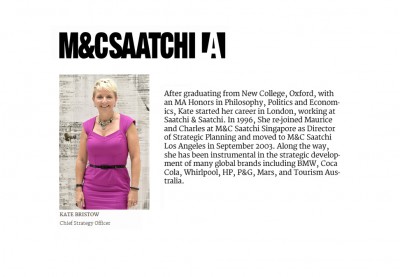 M&CSAATCHI LA
After graduating from New College, Oxford, with
an MA Honors in Philosophy, Politics and Econom-
ics, Kate started her career in London, working at
Saatchi & Saatchi. In 1996, She re-joined Maurice
and Charles at M&C Saatchi Singapore as Director
of Strategic Planning and moved to M&C Saatchi
Los Angeles in September 2003. Along the way,
she has been instrumental in the strategic develop-
ment of many global brands including BMW, Coca
Cola, Whirlpool, HP, P&G, Mars, and Tourism Aus-
tralia.
KATE BRISTOW
Chief Strategy Officer